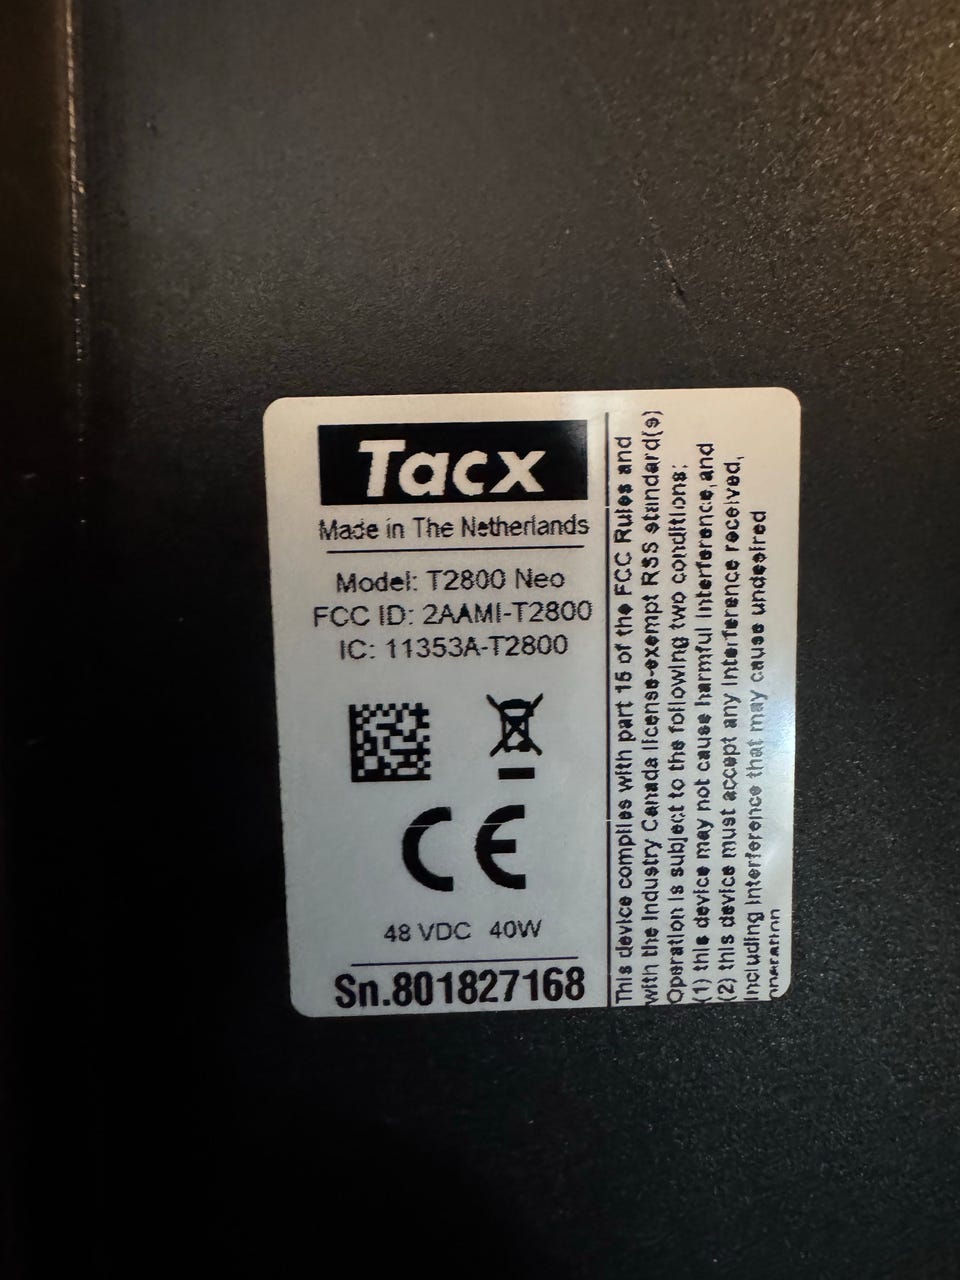 Tacx
Made in The Netherlands
Model: T2800 Neo
FCC ID: 2AAMI-T2800
IC: 11353A-T2800
CE
48 VDC 40W
Sn.801827168
This device complies with part 15 of the FCC Rules and
with the Industry Canada license-exempt RSS standard(s)
Operation is subject to the following two conditions:
(1) this device may not cause harmful interference, and
(2) this device must accept any interference received,
including interference that may cause undesired
operation